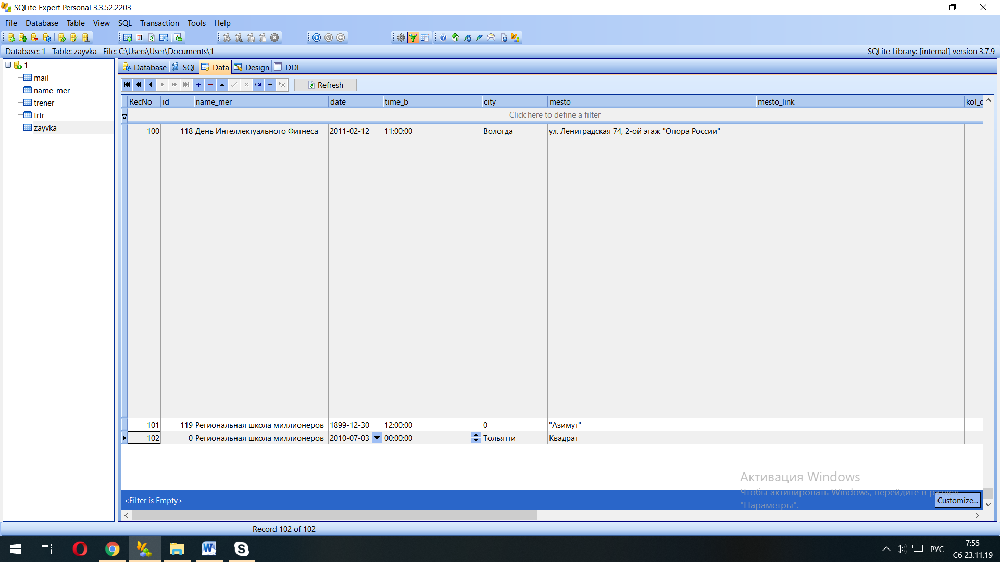 SQLite Expert Personal 3.3.52.2203
File Database Table View SQL Transaction Tools Help
Database: 1 Table: zayvka File: C:\Users\User\Documents\1 SQLite Library: [internal] version 3.7.9
1
mail
name_mer
trener
trtr
zayvka
Database SQL Data Design DDL
Refresh
RecNo id name_mer date time_b city mesto mesto_link kol_c
Click here to define a filter
100 118 День Интеллектуального Фитнеса 2011-02-12 11:00:00 Вологда ул. Лениградская 74, 2-ой этаж "Опора России"
101 119 Региональная школа миллионеров 1899-12-30 12:00:00 0 "Азимут"
102 0 Региональная школа миллионеров 2010-07-03 00:00:00 Тольятти Квадрат
Активация Windows
Чтобы активировать Windows, перейдите в раздел
"Параметры".
<Filter is Empty> Customize...
Record 102 of 102
РУС
7:55
Сб 23.11.19